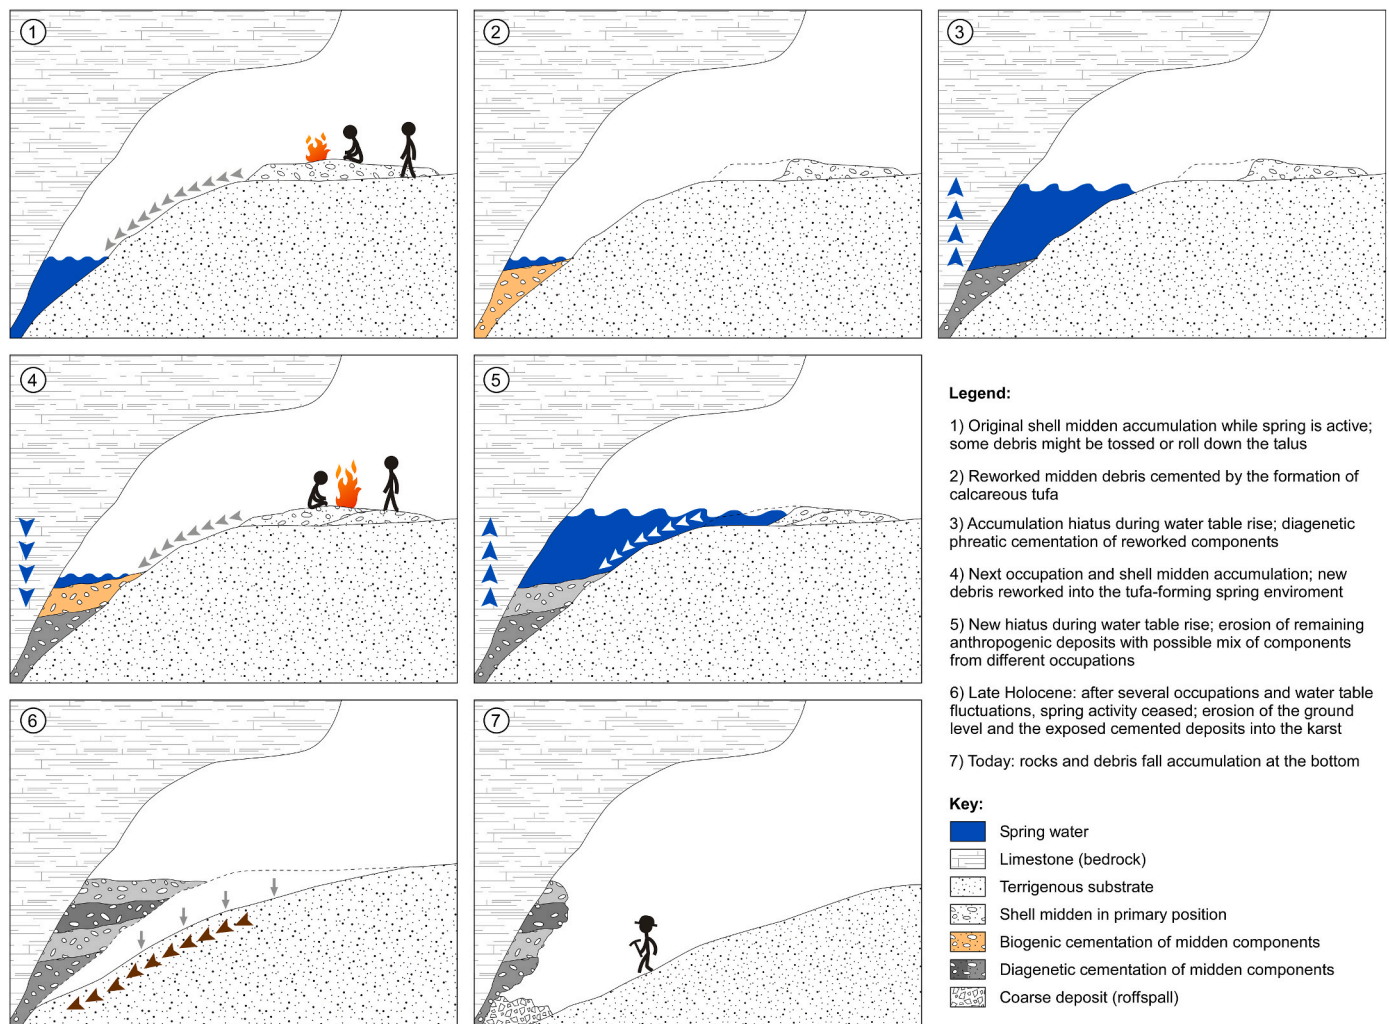 1
2
3
4
5
6
7
Legend:
1) Original shell midden accumulation while spring is active;
some debris might be tossed or roll down the talus
2) Reworked midden debris cemented by the formation of
calcareous tufa
3) Accumulation hiatus during water table rise; diagenetic
phreatic cementation of reworked components
4) Next occupation and shell midden accumulation; new
debris reworked into the tufa-forming spring enviroment
5) New hiatus during water table rise; erosion of remaining
anthropogenic deposits with possible mix of components
from different occupations
6) Late Holocene: after several occupations and water table
fluctuations, spring activity ceased; erosion of the ground
level and the exposed cemented deposits into the karst
7) Today: rocks and debris fall accumulation at the bottom
Key:
Spring water
Limestone (bedrock)
Terrigenous substrate
Shell midden in primary position
Biogenic cementation of midden components
Diagenetic cementation of midden components
Coarse deposit (roffspall)